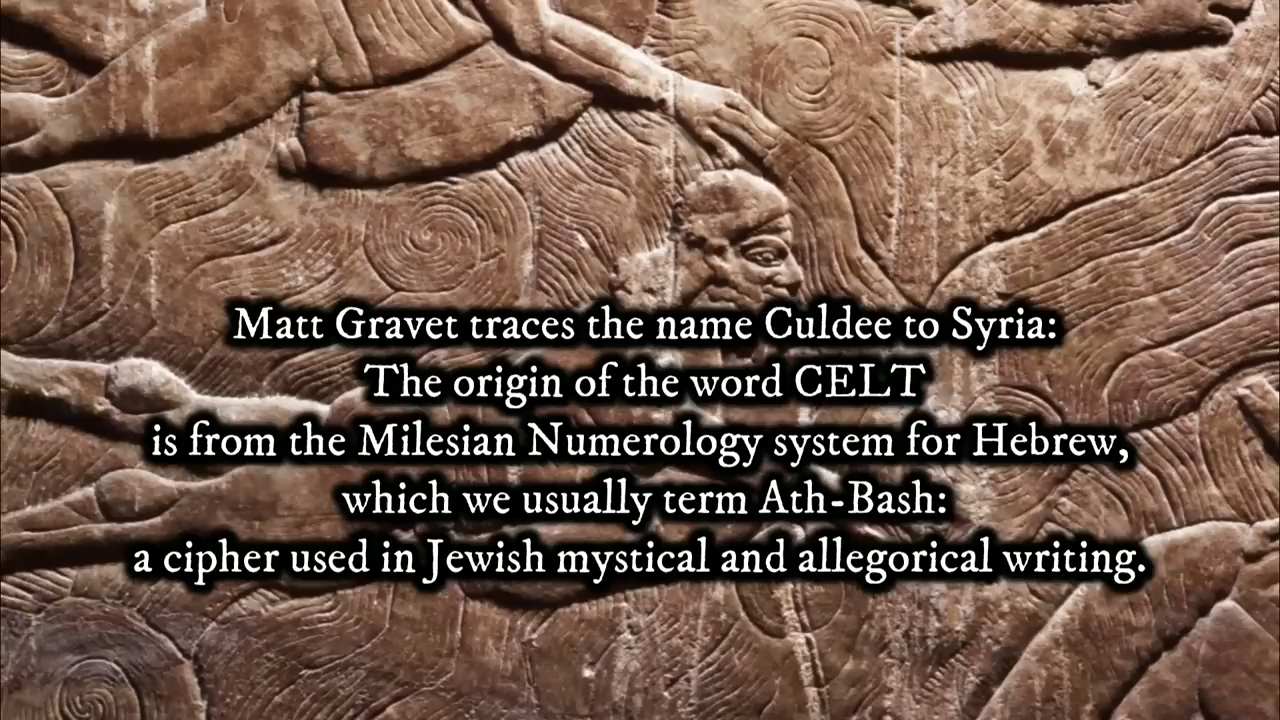 Matt Gravet traces the name Culdee to Syria:
The origin of the word CELT
is from the Milesian Numerology system for Hebrew,
which we usually term Ath-Bash:
a cipher used in Jewish mystical and allegorical writing.